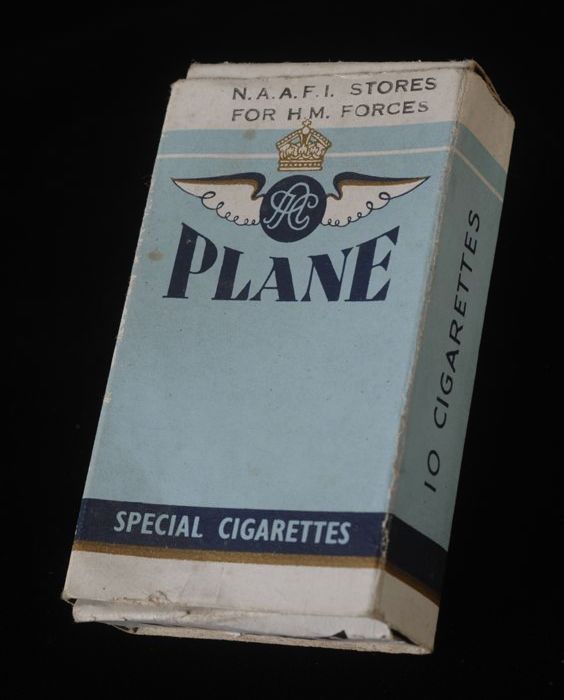 N.A.A.F.I. STORES
FOR H.M. FORCES
PLANE
SPECIAL CIGARETTES
10 CIGARETTES